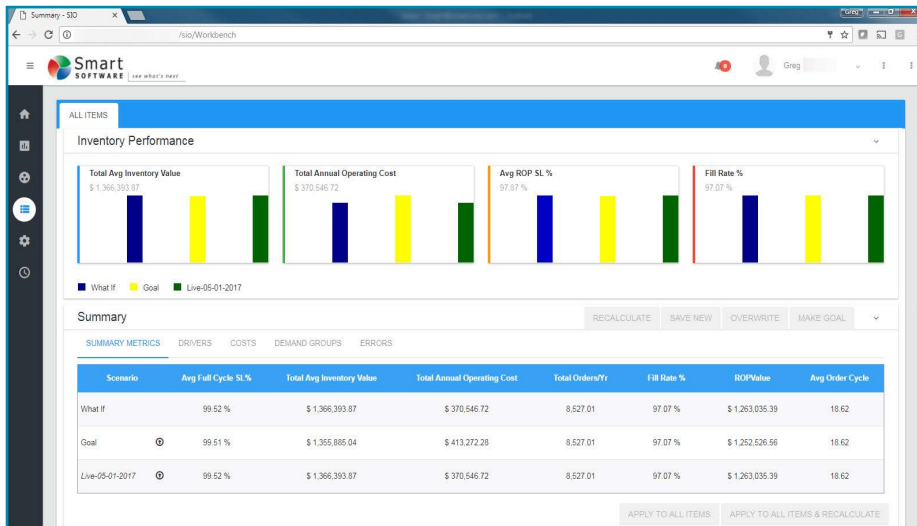 Summary - SIO
Greg
/sio/Workbench
Smart
SOFTWARE see what's next
Greg
ALL ITEMS
Inventory Performance
Total Avg Inventory Value
$ 1,366,393.87
Total Annual Operating Cost
$ 370,546.72
Avg ROP SL %
97.87 %
Fill Rate %
97.07 %
What If Goal Live-05-01-2017
Summary
RECALCULATE SAVE NEW OVERWRITE MAKE GOAL
SUMMARY METRICS DRIVERS COSTS DEMAND GROUPS ERRORS
Scenario Avg Full Cycle SL% Total Avg Inventory Value Total Annual Operating Cost Total Orders/Yr Fill Rate % ROPValue Avg Order Cycle
What If 99.52 % $ 1,366,393.87 $ 370,546.72 8,527.01 97.07 % $ 1,263,035.39 18.62
Goal 99.51 % $ 1,355,885.04 $ 413,272.28 8,527.01 97.07 % $ 1,252,526.56 18.62
Live-05-01-2017 99.52 % $ 1,366,393.87 $ 370,546.72 8,527.01 97.07 % $ 1,263,035.39 18.62
APPLY TO ALL ITEMS APPLY TO ALL ITEMS & RECALCULATE